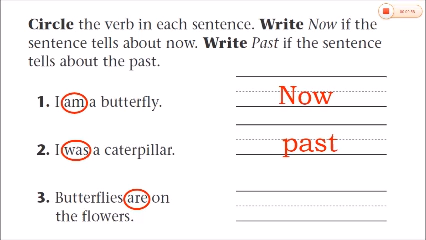 Circle the verb in each sentence. Write Now if the
sentence tells about now. Write Past if the sentence
tells about the past.
1. I am a butterfly.
Now
2. I was a caterpillar.
past
3. Butterflies are on
the flowers.